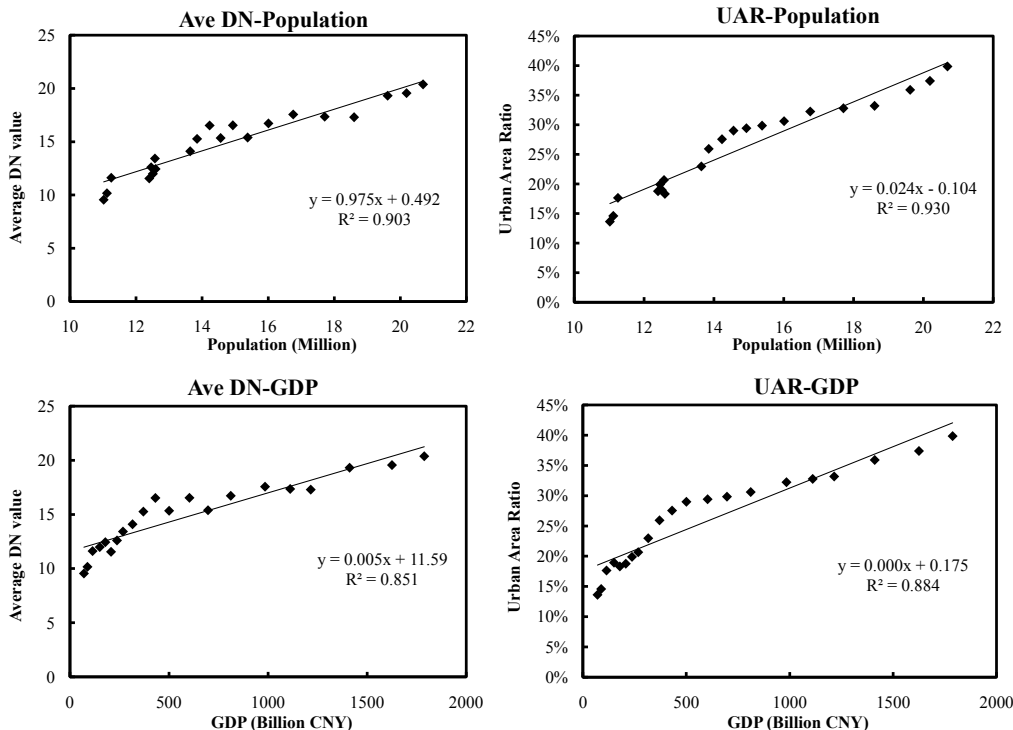 Ave DN-Population
25
20
15
10
5
0
Average DN value
y = 0.975x + 0.492
R² = 0.903
10 12 14 16 18 20 22
Population (Million)
UAR-Population
45%
40%
35%
30%
25%
20%
15%
10%
5%
0%
Urban Area Ratio
y = 0.024x - 0.104
R² = 0.930
10 12 14 16 18 20 22
Population (Million)
Ave DN-GDP
25
20
15
10
5
0
Average DN value
y = 0.005x + 11.59
R² = 0.851
0 500 1000 1500 2000
GDP (Billion CNY)
UAR-GDP
45%
40%
35%
30%
25%
20%
15%
10%
5%
0%
Urban Area Ratio
y = 0.000x + 0.175
R² = 0.884
0 500 1000 1500 2000
GDP (Billion CNY)